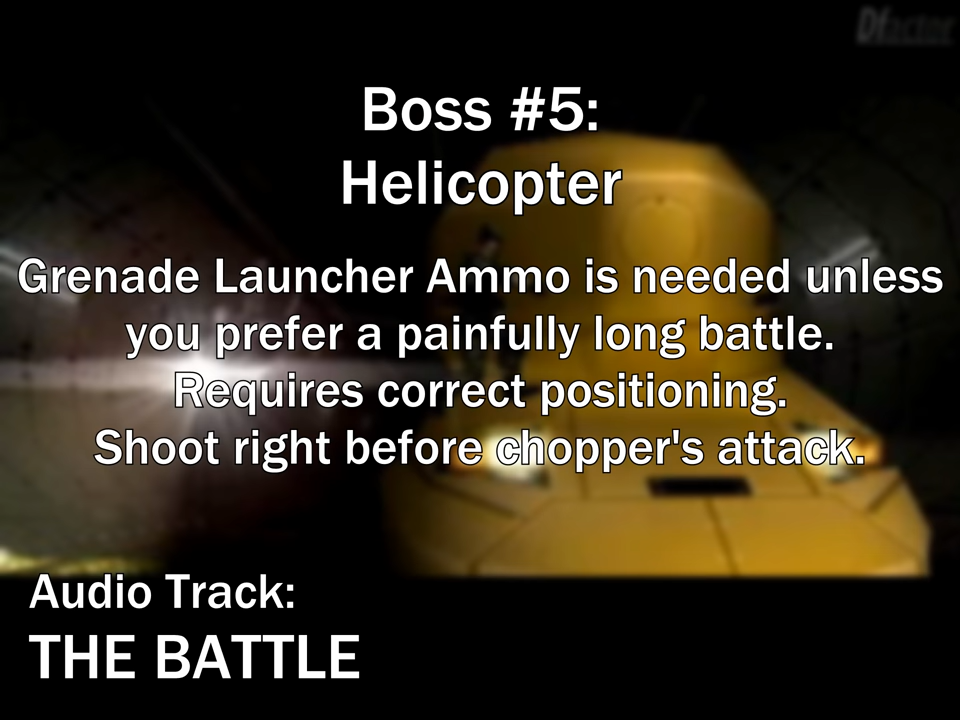 Dfactor
Boss #5:
Helicopter
Grenade Launcher Ammo is needed unless
you prefer a painfully long battle.
Requires correct positioning.
Shoot right before chopper's attack.
Audio Track:
THE BATTLE